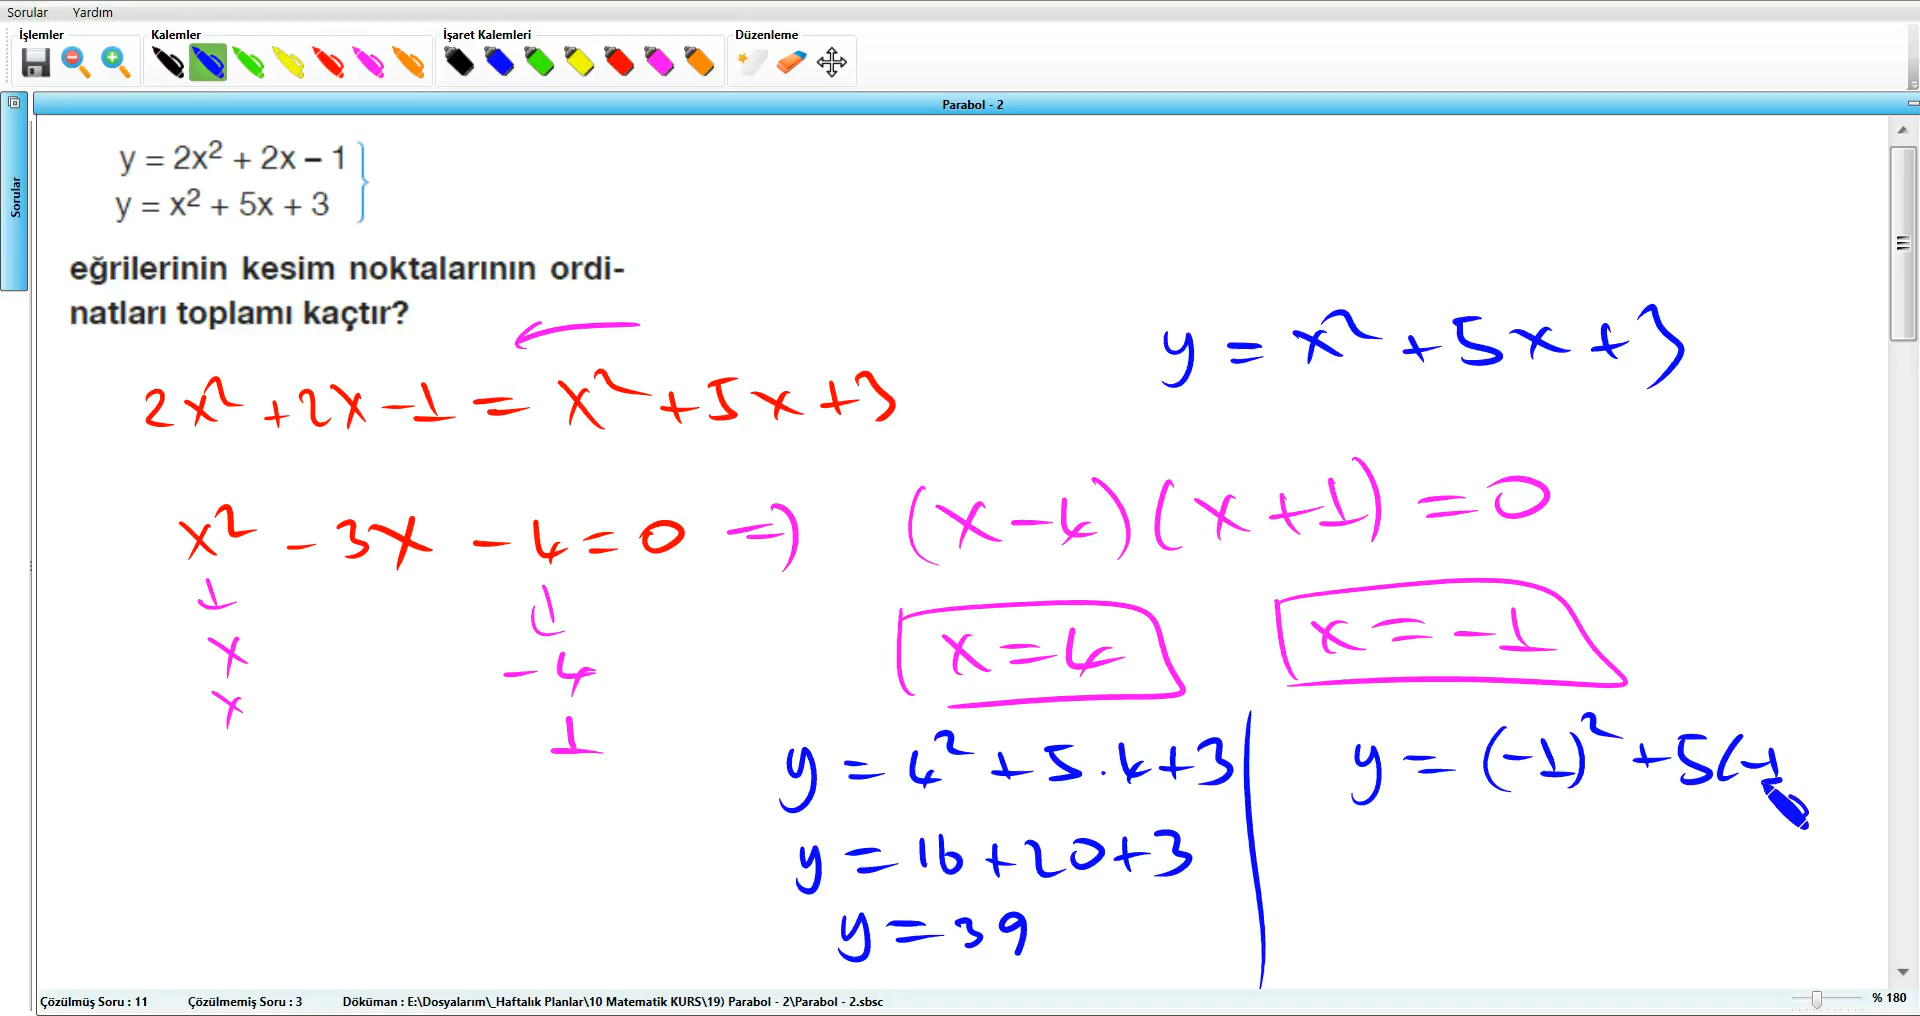 Sorular Yardım
İşlemler Kalemler İşaret Kalemleri Düzenleme
Parabol - 2
Sorular
y = 2x² + 2x – 1
y = x² + 5x + 3
eğrilerinin kesim noktalarının ordi-
natları toplamı kaçtır?
y = x² + 5x + 3
2x² + 2x - 1 = x² + 5x + 3
x² - 3x - 4 = 0 ⇒ (x - 4)(x + 1) = 0
x -4
x 1
x = 4 x = -1
y = 4² + 5.4 + 3 y = (-1)² + 5(-1
y = 16 + 20 + 3
y = 39
Çözülmüş Soru : 11 Çözülmemiş Soru : 3 Döküman : E:\Dosyalarım\_Haftalık Planlar\10 Matematik KURS\19) Parabol - 2\Parabol - 2.sbsc % 180